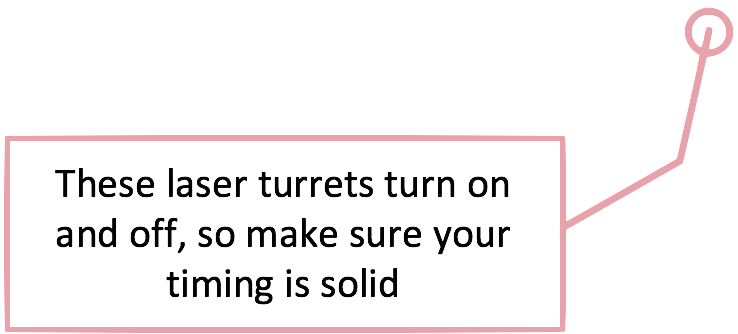 These laser turrets turn on
and off, so make sure your
timing is solid